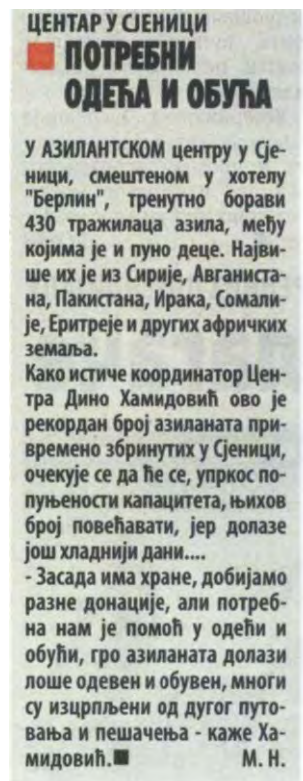 ЦЕНТАР У СЈЕНИЦИ
ПОТРЕБНИ
ОДЕЋА И ОБУЋА
У АЗИЛАНТСКОМ центру у Сје-
ници, смештеном у хотелу
"Берлин", тренутно борави
430 тражилаца азила, међу
којима је и пуно деце. Најви-
ше их је из Сирије, Авганиста-
на, Пакистана, Ирака, Сомали-
је, Еритреје и других афричких
земаља.
Како истиче координатор Цен-
тра Дино Хамидовић ово је
рекордан број азиланата при-
времено збринутих у Сјеници,
очекује се да ће се, упркос по-
пуњености капацитета, њихов
број повећавати, јер долазе
још хладнији дани....
- Засада има хране, добијамо
разне донације, али потреб-
на нам је помоћ у одећи и
обући, гро азиланата долази
лоше одевен и обувен, многи
су изцрпљени од дугог путо-
вања и пешачења - каже Ха-
мидовић.■ М. Н.